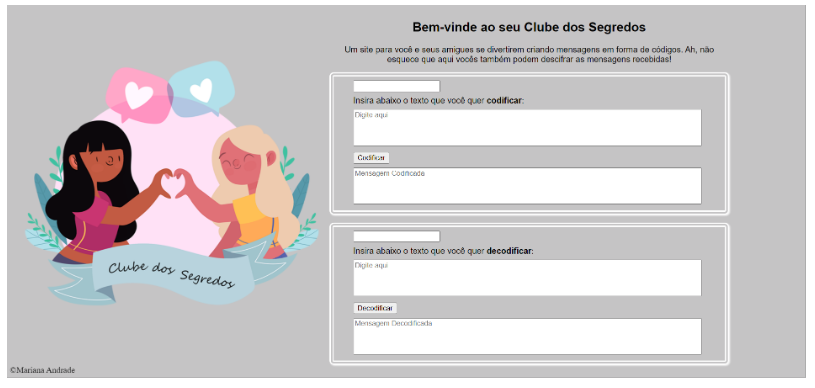 Bem-vinde ao seu Clube dos Segredos
Um site para você e seus amigues se divertirem criando mensagens em forma de códigos. Ah, não
esquece que aqui vocês também podem descifrar as mensagens recebidas!
Insira abaixo o texto que você quer codificar:
Digite aqui
Codificar
Mensagem Codificada
Insira abaixo o texto que você quer decodificar:
Digite aqui
Decodificar
Mensagem Decodificada
Clube dos Segredos
©Mariana Andrade